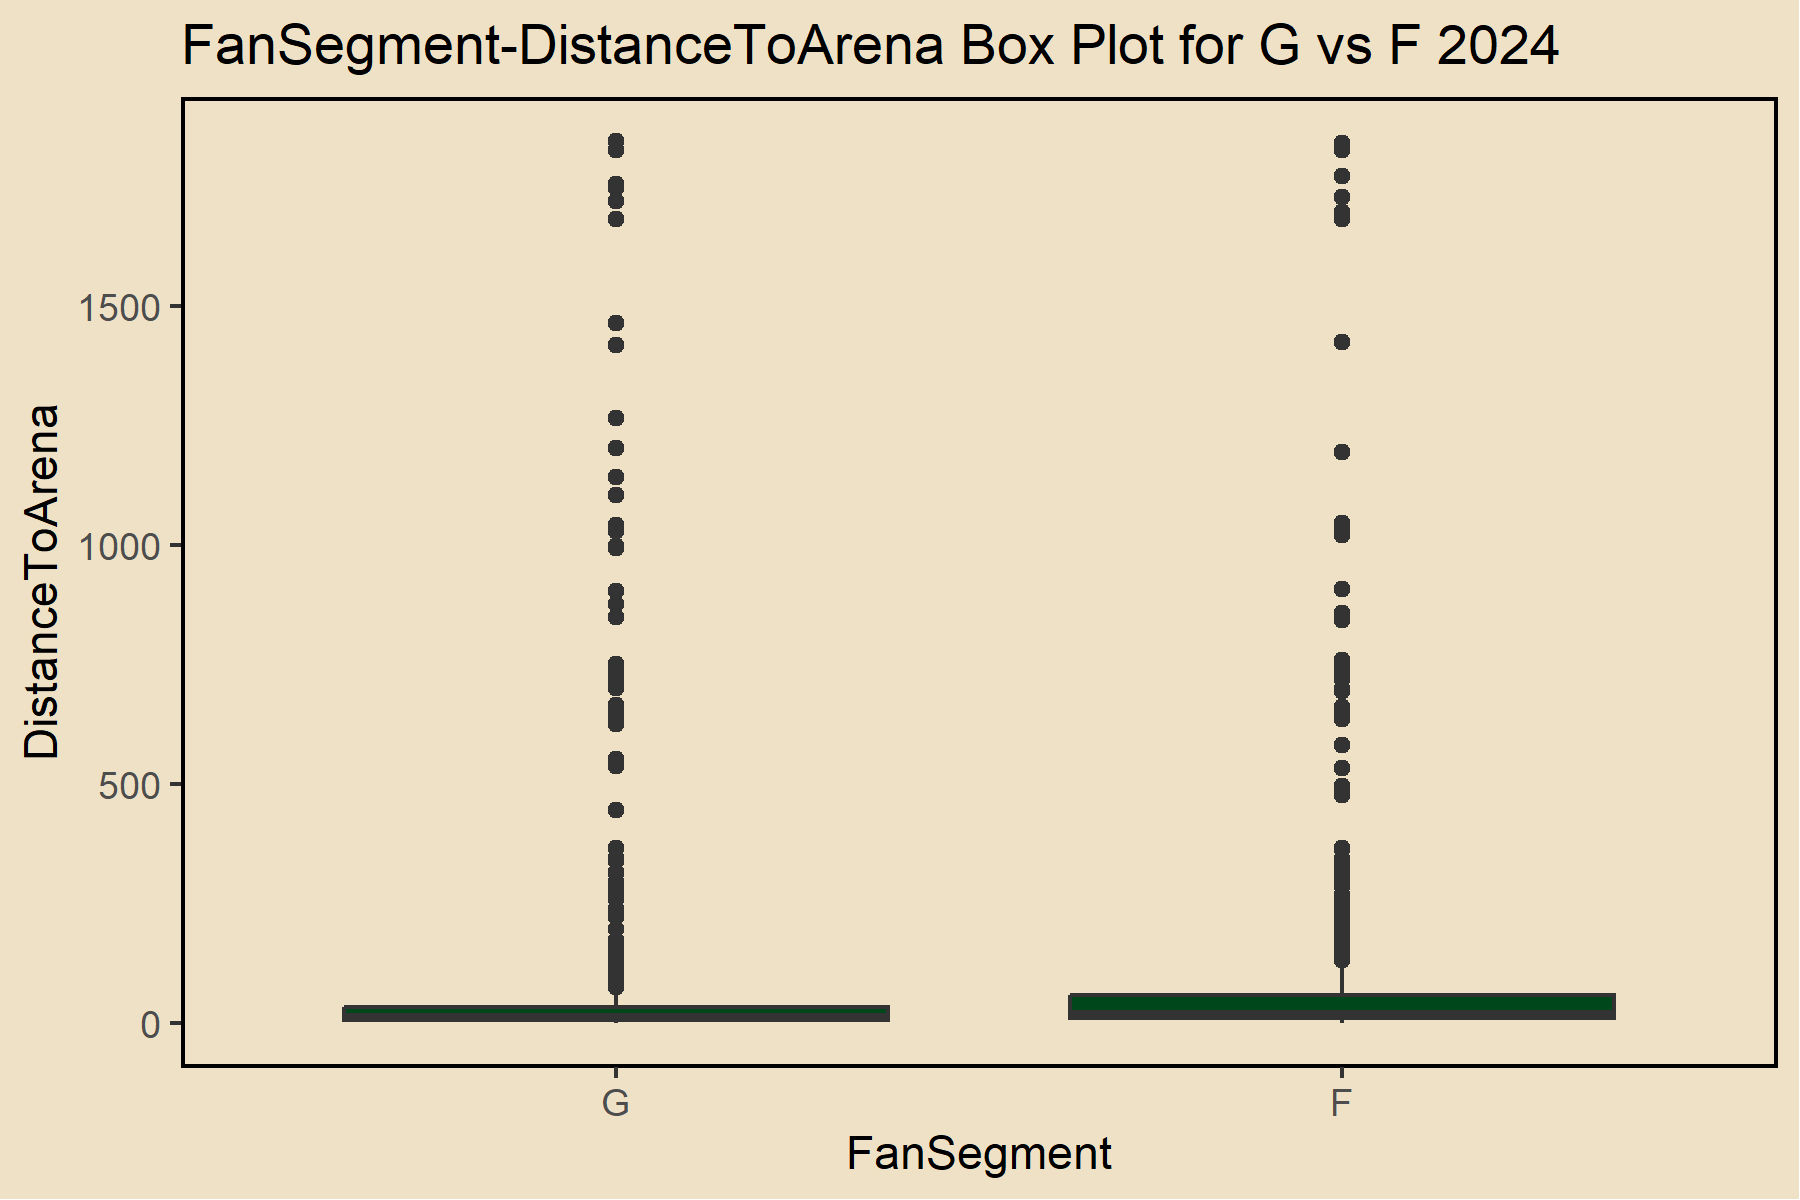 FanSegment-DistanceToArena Box Plot for G vs F 2024
DistanceToArena
1500
1000
500
0
G
F
FanSegment